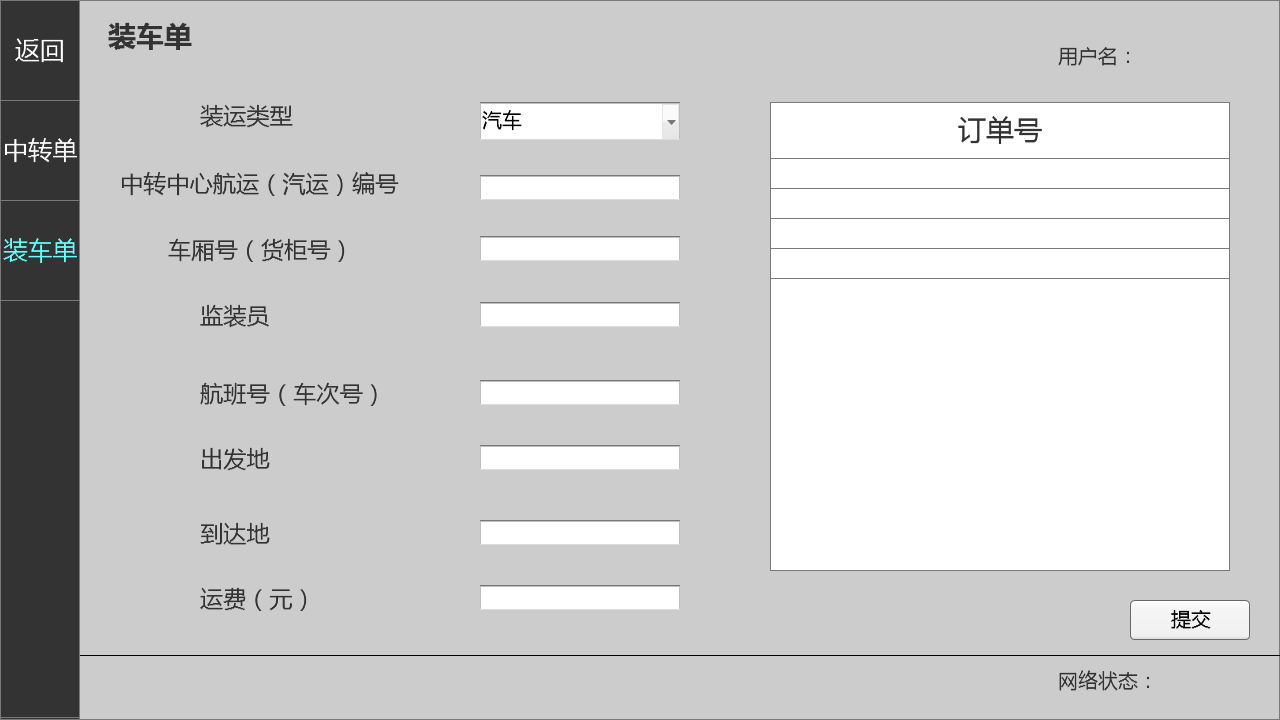 返回
中转单
装车单
装车单
用户名：
装运类型
汽车
中转中心航运（汽运）编号
车厢号（货柜号）
监装员
航班号（车次号）
出发地
到达地
运费（元）
订单号
提交
网络状态：